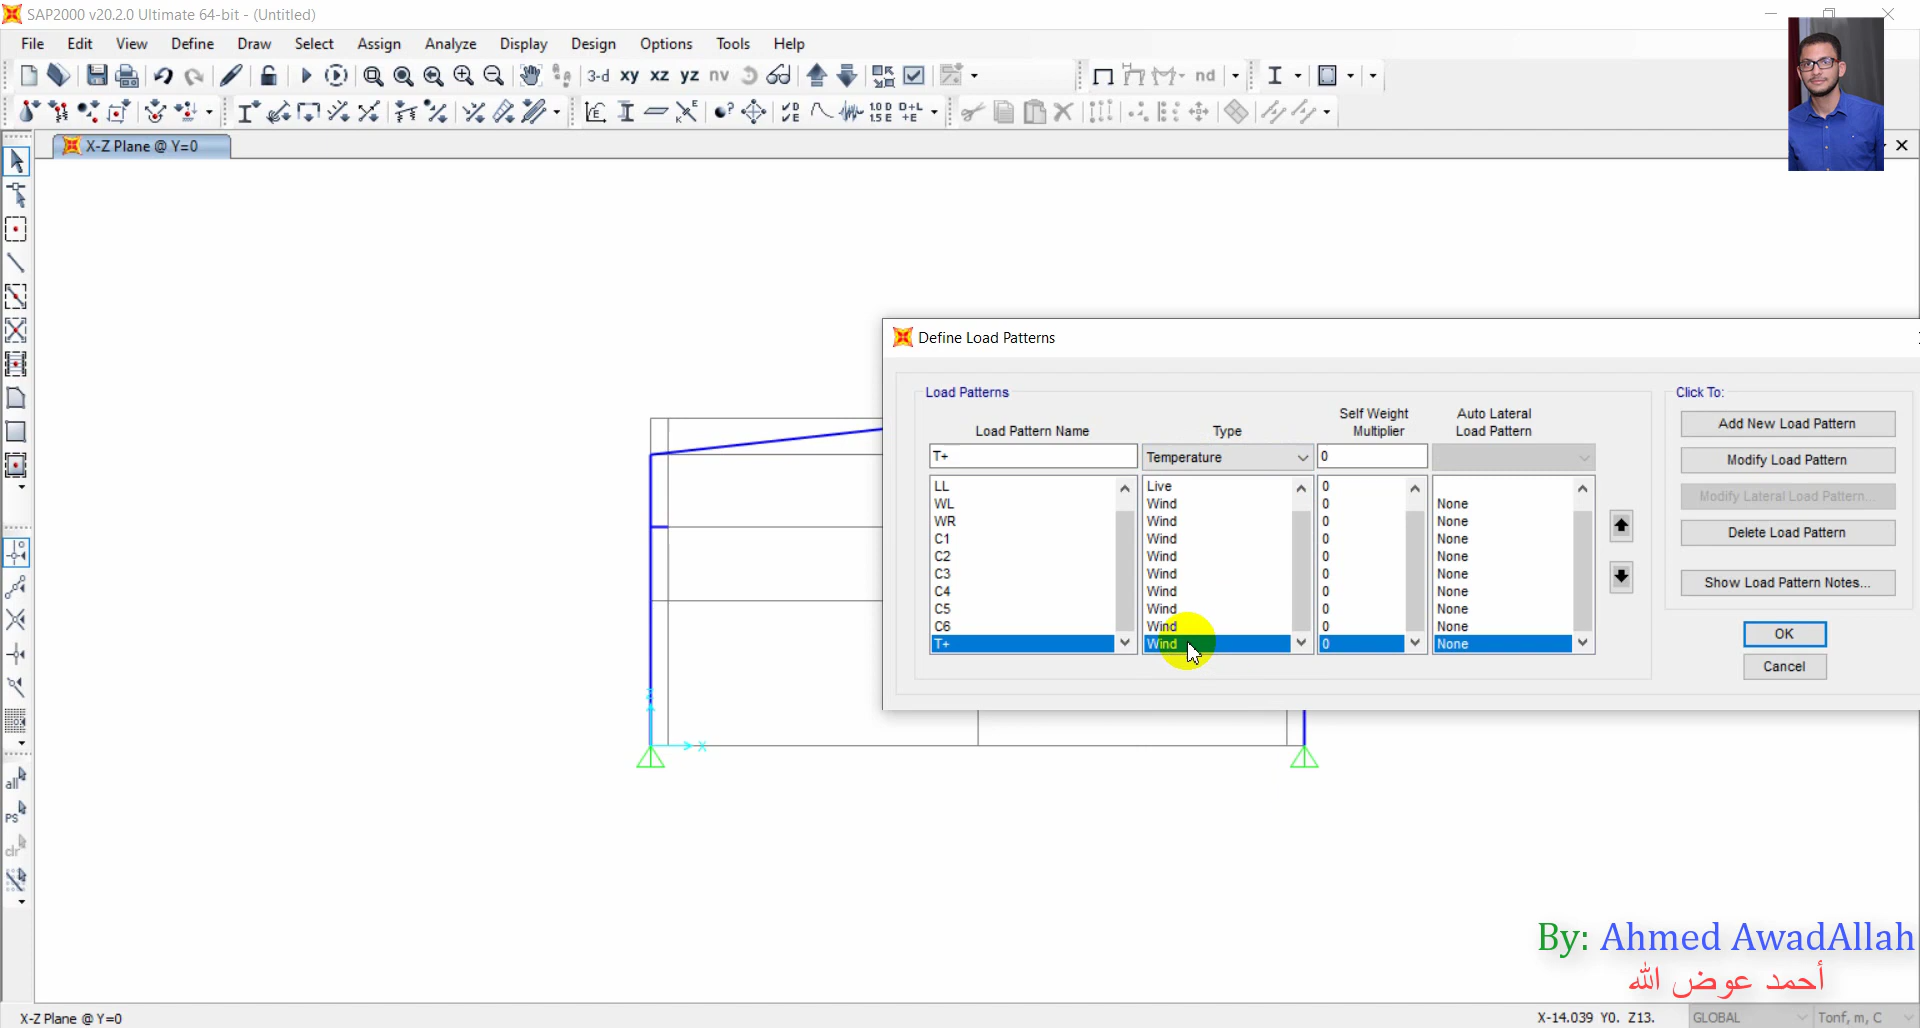 SAP2000 v20.2.0 Ultimate 64-bit - (Untitled)
File Edit View Define Draw Select Assign Analyze Display Design Options Tools Help
3-d xy xz yz nv nd
X-Z Plane @ Y=0
Define Load Patterns
Load Patterns
Click To:
Load Pattern Name
Type
Self Weight
Multiplier
Auto Lateral
Load Pattern
T+ Temperature 0
LL Live 0
WL Wind 0 None
WR Wind 0 None
C1 Wind 0 None
C2 Wind 0 None
C3 Wind 0 None
C4 Wind 0 None
C5 Wind 0 None
C6 Wind 0 None
T+ Wind 0 None
Add New Load Pattern
Modify Load Pattern
Modify Lateral Load Pattern...
Delete Load Pattern
Show Load Pattern Notes...
OK
Cancel
X
all
PS
clr
By: Ahmed AwadAllah
أحمد عوض الله
X-Z Plane @ Y=0
X-14.039 Y0. Z13.
GLOBAL
Tonf, m, C